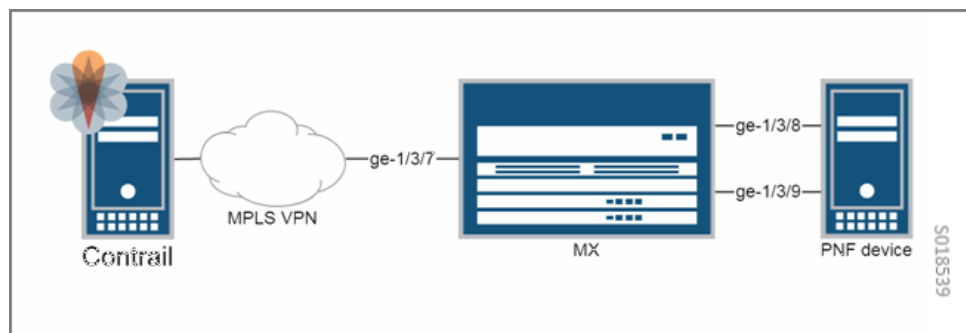 ge-1/3/8
ge-1/3/7
ge-1/3/9
MPLS VPN
Contrail
MX
PNF device
S018539